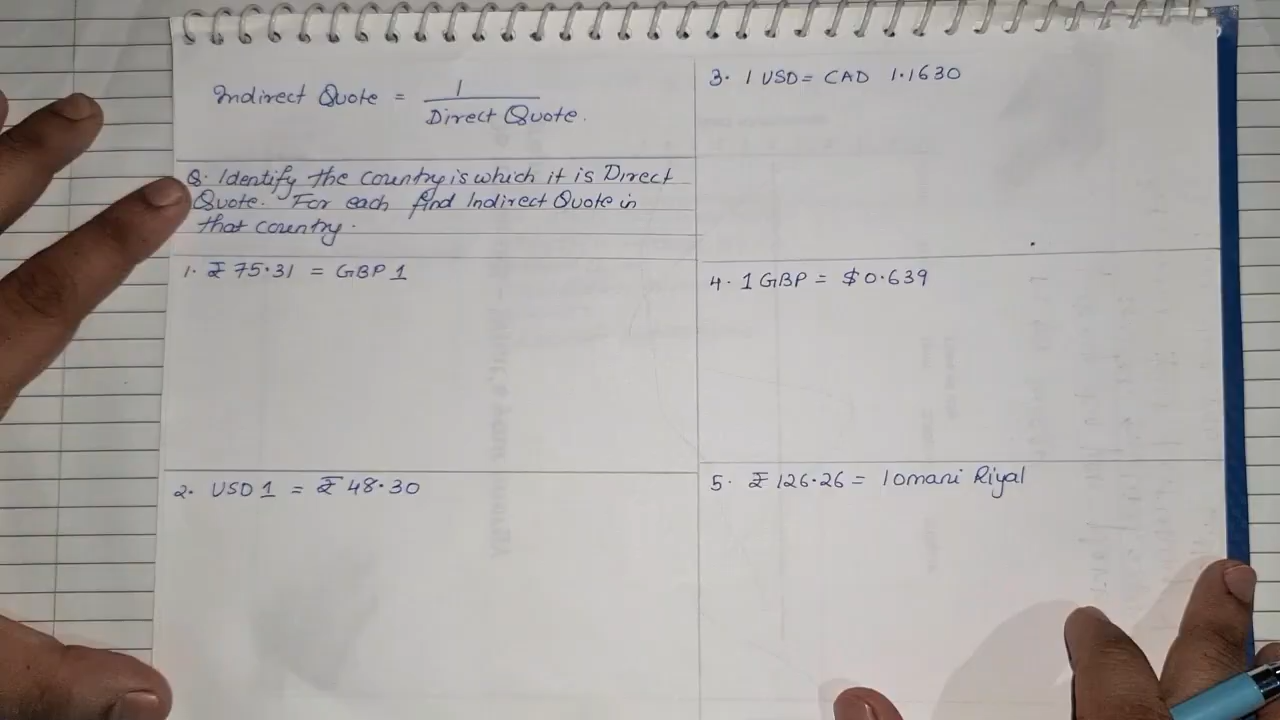 Indirect Quote = 1
Direct Quote.
Q. Identify the country is which it is Direct
Quote. For each find Indirect Quote in
that country.
1. ₹ 75.31 = GBP 1
2. USD 1 = ₹ 48.30
3. 1 USD = CAD 1.1630
4. 1 GBP = $ 0.639
5. ₹ 126.26 = 1 Omani Riyal